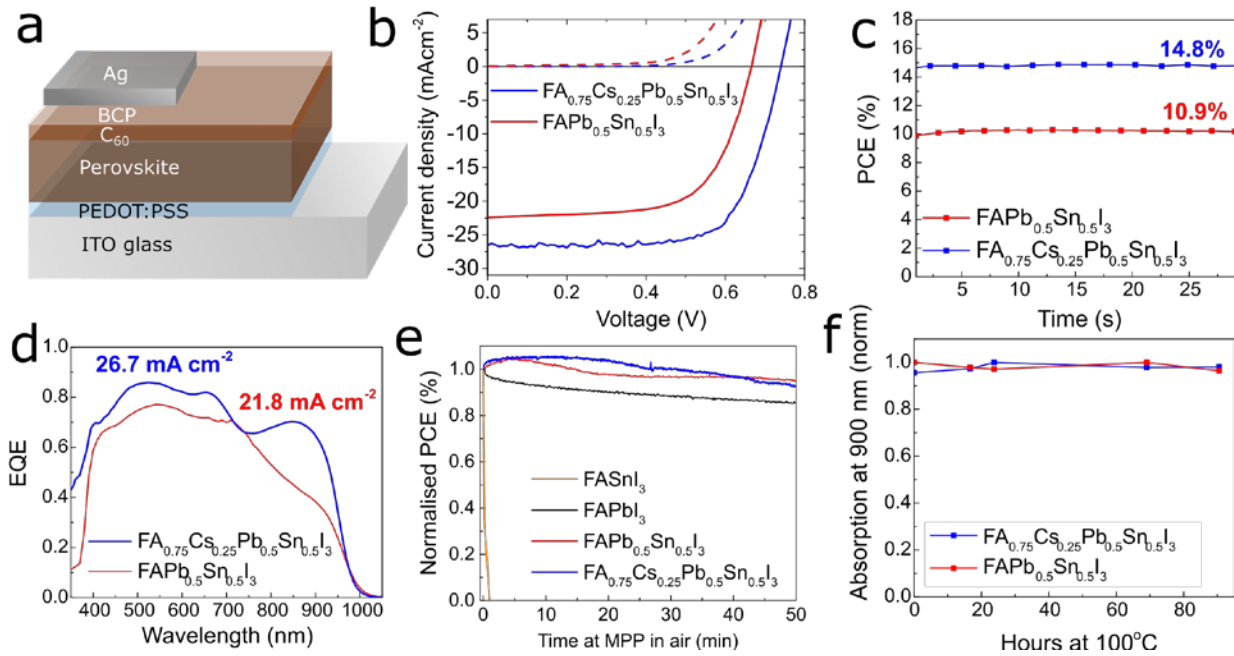 a
Ag
BCP
C₆₀
Perovskite
PEDOT:PSS
ITO glass
b
Current density (mAcm⁻²)
0
-5
-10
-15
-20
-25
-30
0.0 0.2 0.4 0.6 0.8
Voltage (V)
FA₀.₇₅Cs₀.₂₅Pb₀.₅Sn₀.₅I₃
FAPb₀.₅Sn₀.₅I₃
c
PCE (%)
18
16
14
12
10
8
6
4
2
0
14.8%
10.9%
FAPb₀.₅Sn₀.₅I₃
FA₀.₇₅Cs₀.₂₅Pb₀.₅Sn₀.₅I₃
5 10 15 20 25
Time (s)
d
EQE
1.0
0.8
0.6
0.4
0.2
0.0
26.7 mA cm⁻²
21.8 mA cm⁻²
FA₀.₇₅Cs₀.₂₅Pb₀.₅Sn₀.₅I₃
FAPb₀.₅Sn₀.₅I₃
400 500 600 700 800 900 1000
Wavelength (nm)
e
Normalised PCE (%)
1.0
0.8
0.6
0.4
0.2
0.0
FASnI₃
FAPbI₃
FAPb₀.₅Sn₀.₅I₃
FA₀.₇₅Cs₀.₂₅Pb₀.₅Sn₀.₅I₃
0 10 20 30 40 50
Time at MPP in air (min)
f
Absorption at 900 nm (norm)
1.0
0.8
0.6
0.4
0.2
0.0
FA₀.₇₅Cs₀.₂₅Pb₀.₅Sn₀.₅I₃
FAPb₀.₅Sn₀.₅I₃
0 20 40 60 80
Hours at 100°C